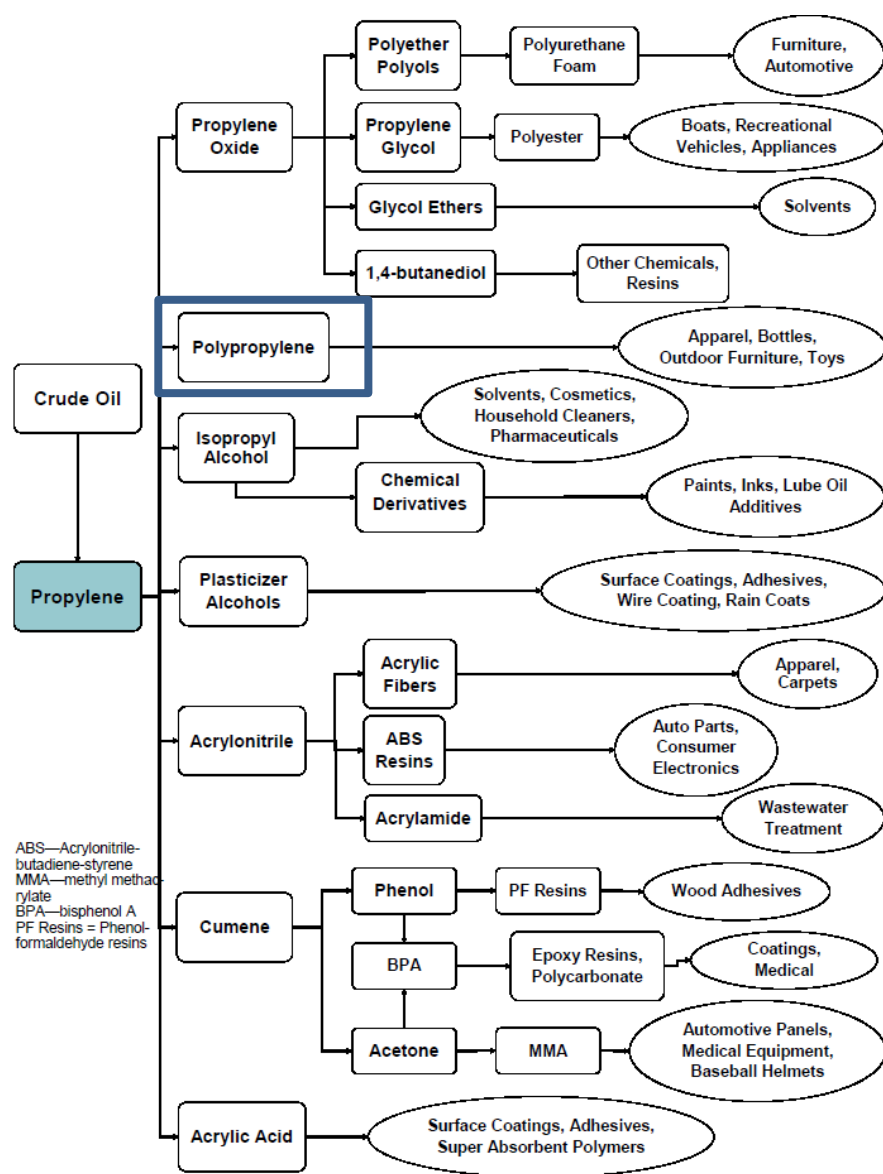 Polyether
Polyols
Polyurethane
Foam
Furniture,
Automotive
Propylene
Oxide
Propylene
Glycol
Polyester
Boats, Recreational
Vehicles, Appliances
Glycol Ethers
Solvents
1,4-butanediol
Other Chemicals,
Resins
Polypropylene
Apparel, Bottles,
Outdoor Furniture, Toys
Crude Oil
Isopropyl
Alcohol
Solvents, Cosmetics,
Household Cleaners,
Pharmaceuticals
Chemical
Derivatives
Paints, Inks, Lube Oil
Additives
Propylene
Plasticizer
Alcohols
Surface Coatings, Adhesives,
Wire Coating, Rain Coats
Acrylonitrile
Acrylic
Fibers
Apparel,
Carpets
ABS
Resins
Auto Parts,
Consumer
Electronics
Acrylamide
Wastewater
Treatment
ABS—Acrylonitrile-
butadiene-styrene
MMA—methyl methac-
rylate
BPA—bisphenol A
PF Resins = Phenol-
formaldehyde resins
Cumene
Phenol
PF Resins
Wood Adhesives
BPA
Epoxy Resins,
Polycarbonate
Coatings,
Medical
Acetone
MMA
Automotive Panels,
Medical Equipment,
Baseball Helmets
Acrylic Acid
Surface Coatings, Adhesives,
Super Absorbent Polymers